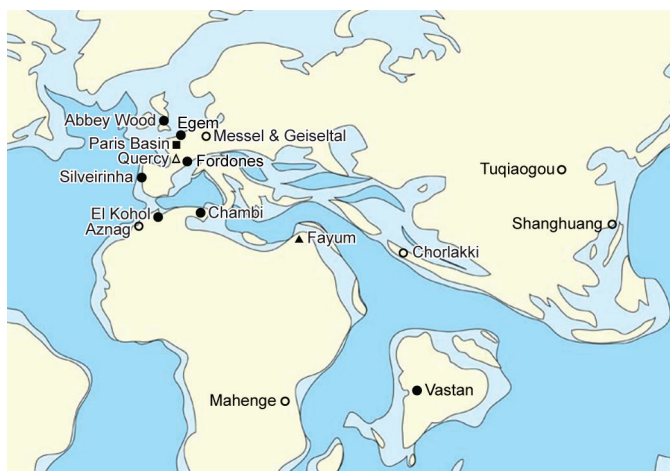 Abbey Wood
Egem
Messel & Geiseltal
Paris Basin
Quercy
Fordones
Silveirinha
Tuqiaogou
El Kohol
Chambi
Aznag
Shanghuang
Fayum
Chorlakki
Mahenge
Vastan